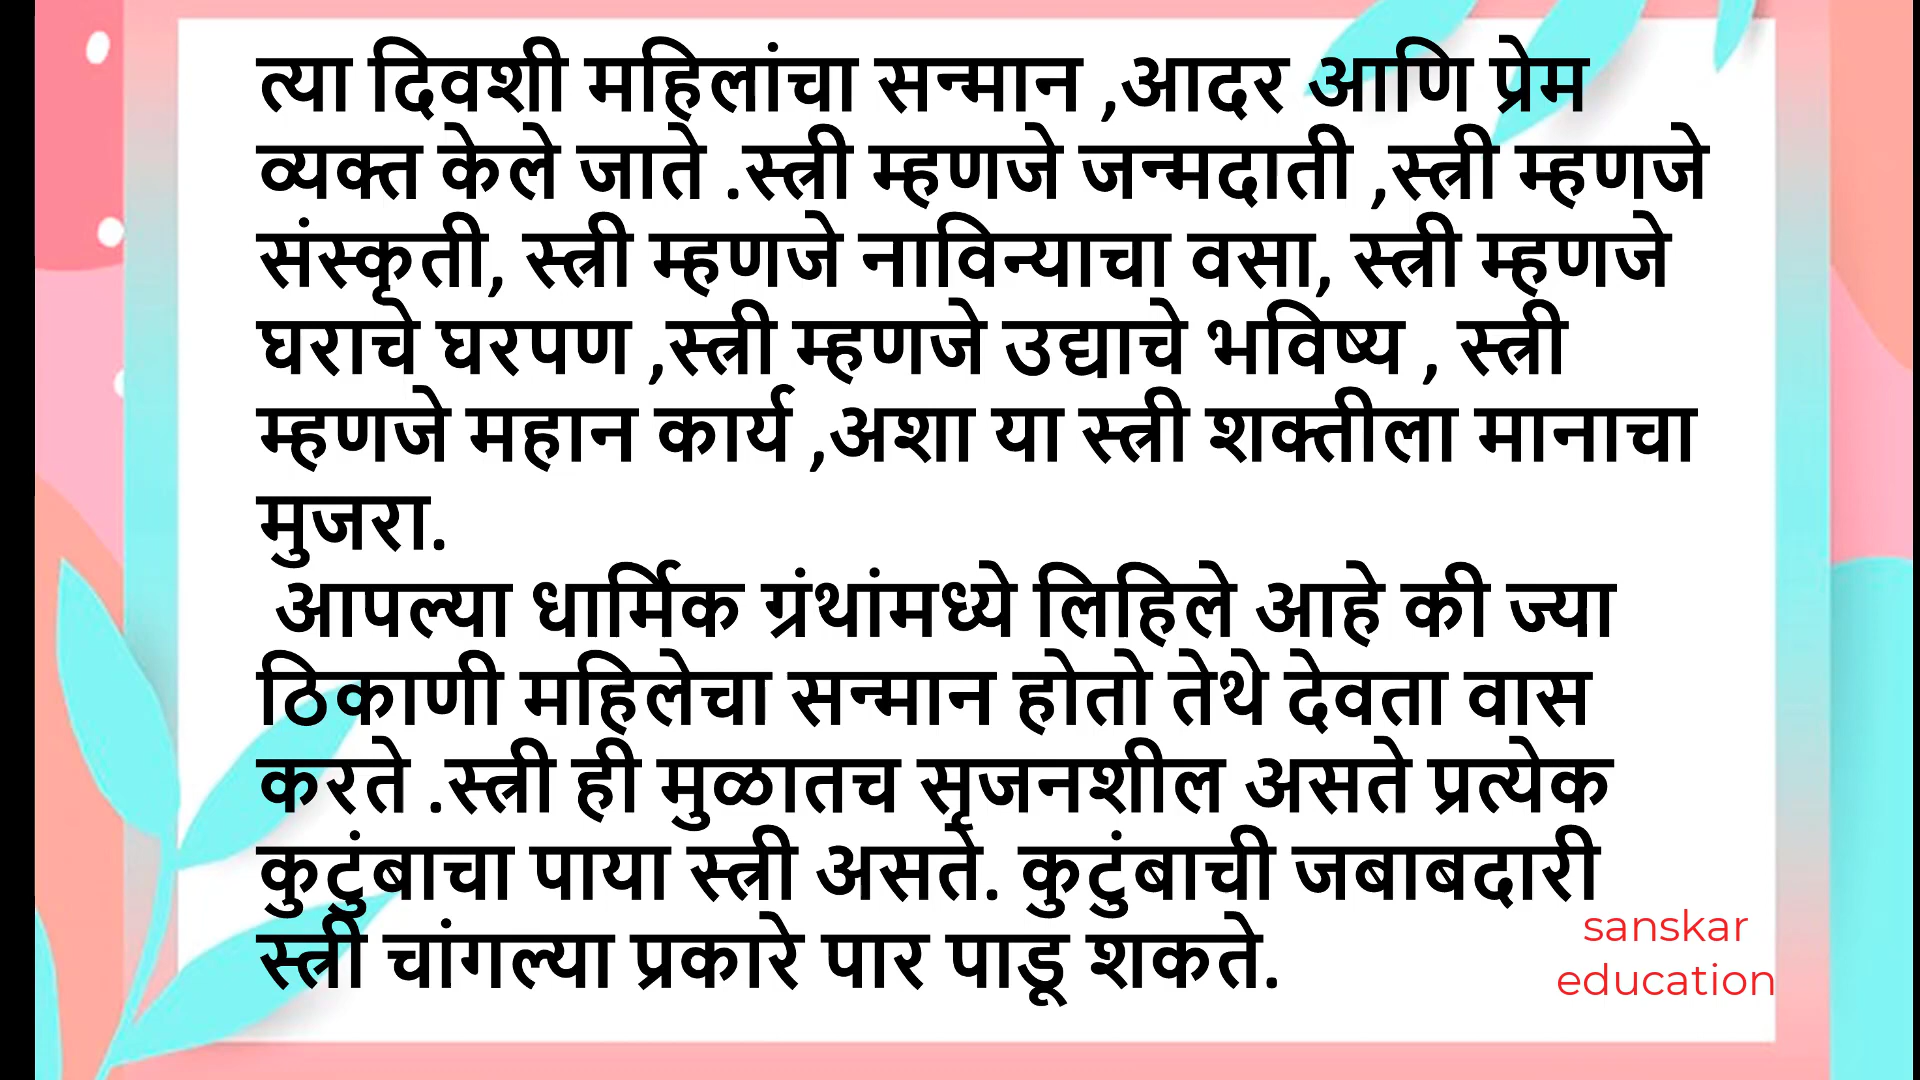 त्या दिवशी महिलांचा सन्मान ,आदर आणि प्रेम
व्यक्त केले जाते .स्त्री म्हणजे जन्मदाती ,स्त्री म्हणजे
संस्कृती, स्त्री म्हणजे नाविन्याचा वसा, स्त्री म्हणजे
घराचे घरपण ,स्त्री म्हणजे उद्याचे भविष्य , स्त्री
म्हणजे महान कार्य ,अशा या स्त्री शक्तीला मानाचा
मुजरा.
आपल्या धार्मिक ग्रंथांमध्ये लिहिले आहे की ज्या
ठिकाणी महिलेचा सन्मान होतो तेथे देवता वास
करते .स्त्री ही मुळातच सृजनशील असते प्रत्येक
कुटुंबाचा पाया स्त्री असते. कुटुंबाची जबाबदारी
स्त्री चांगल्या प्रकारे पार पाडू शकते.
sanskar
education